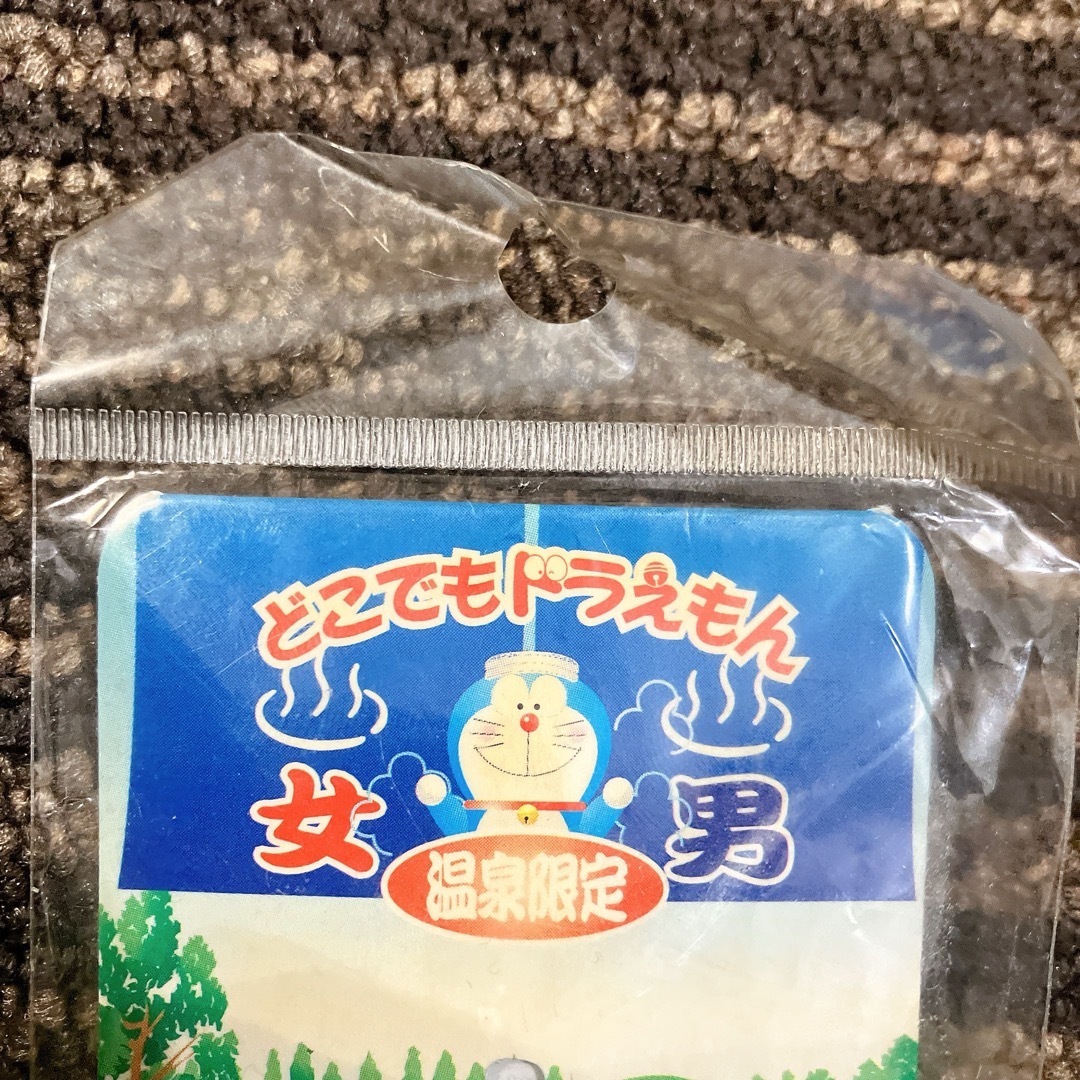 どこでもドラえもん
女 男
温泉限定